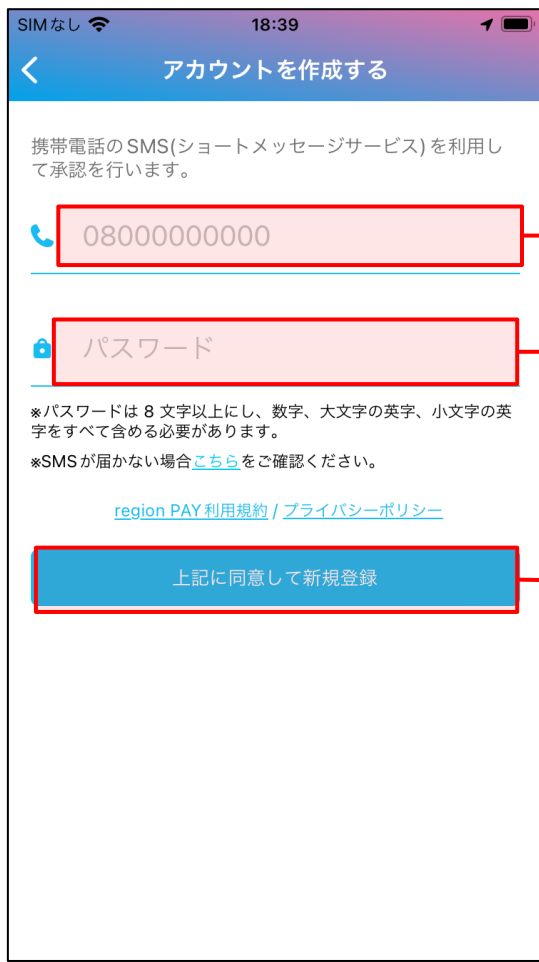 SIMなし 18:39
アカウントを作成する
携帯電話のSMS(ショートメッセージサービス)を利用し
て承認を行います。
08000000000
パスワード
※パスワードは 8 文字以上にし、数字、大文字の英字、小文字の英
字をすべて含める必要があります。
※SMSが届かない場合こちらをご確認ください。
region PAY利用規約 / プライバシーポリシー
上記に同意して新規登録